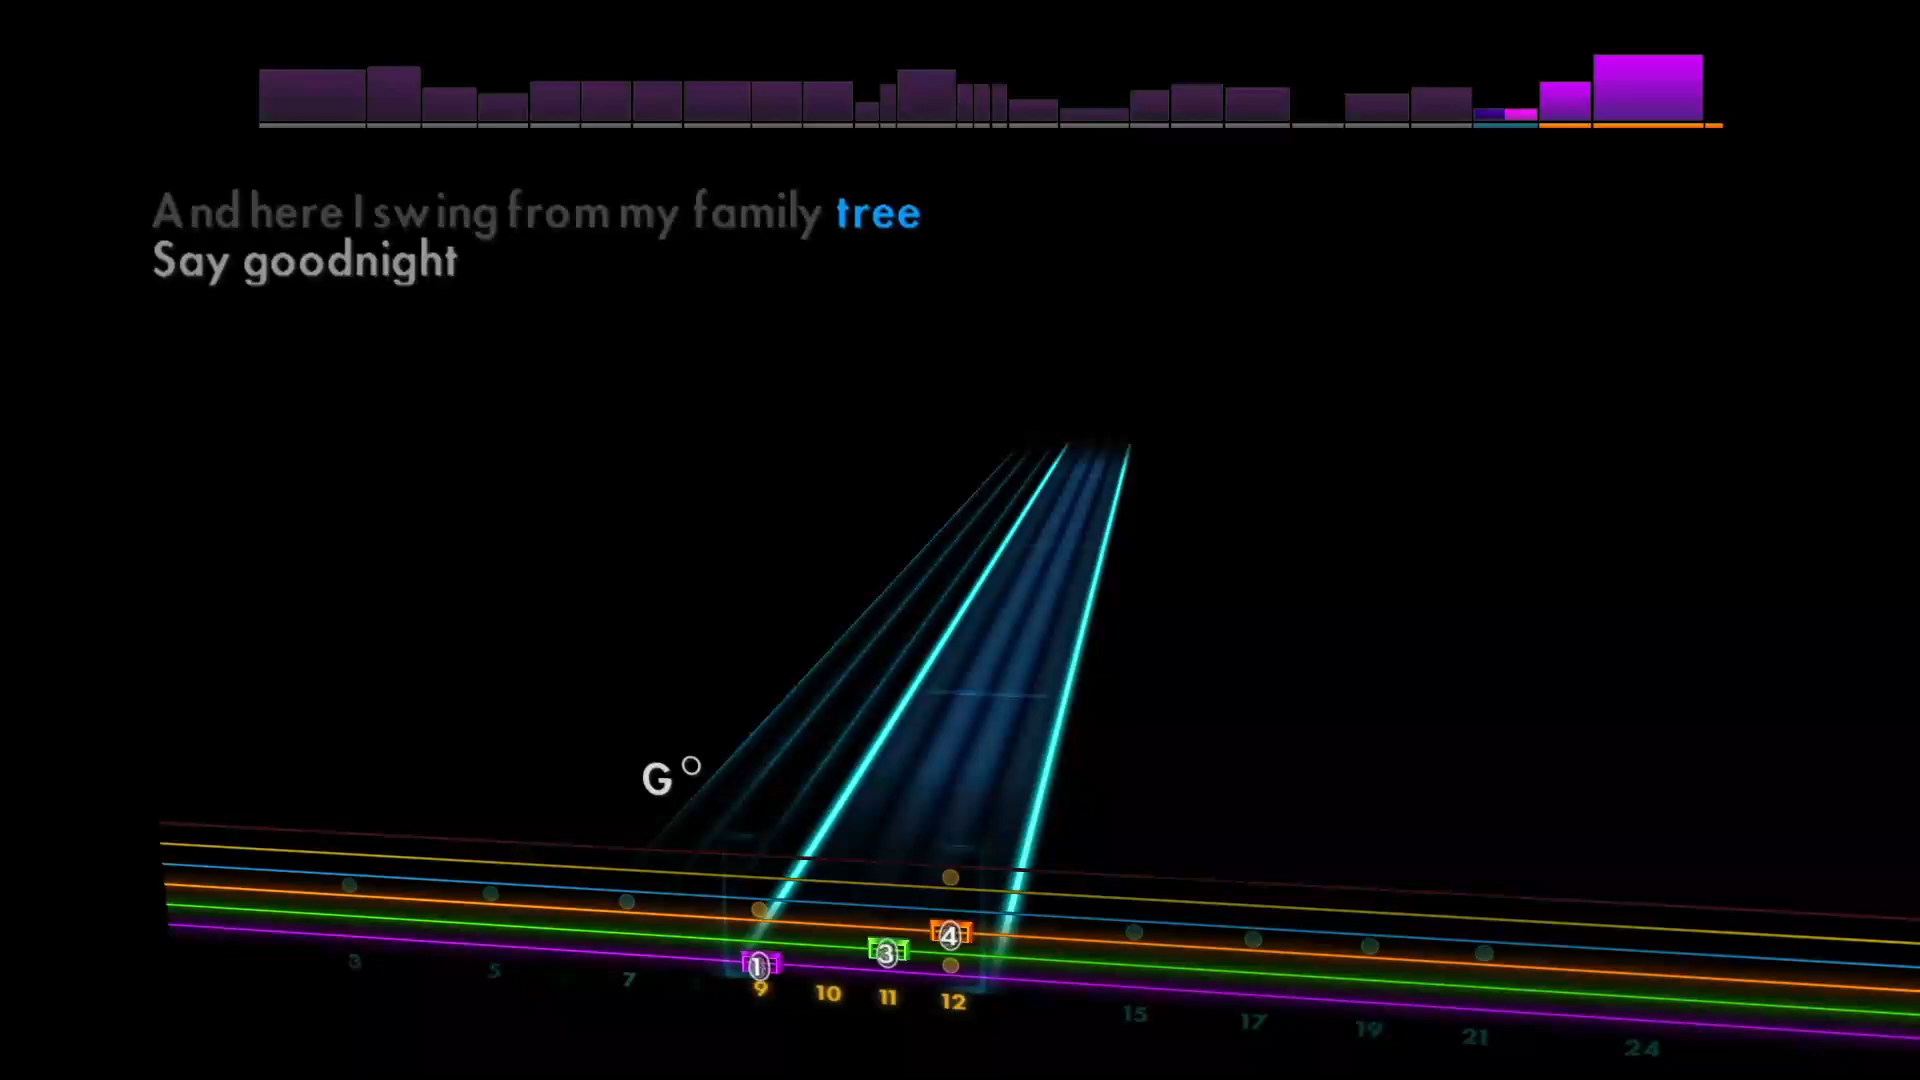 And here I swing from my family tree
Say goodnight
G°
4
3
1
3 5 7 9 10 11 12 15 17 19 21 24